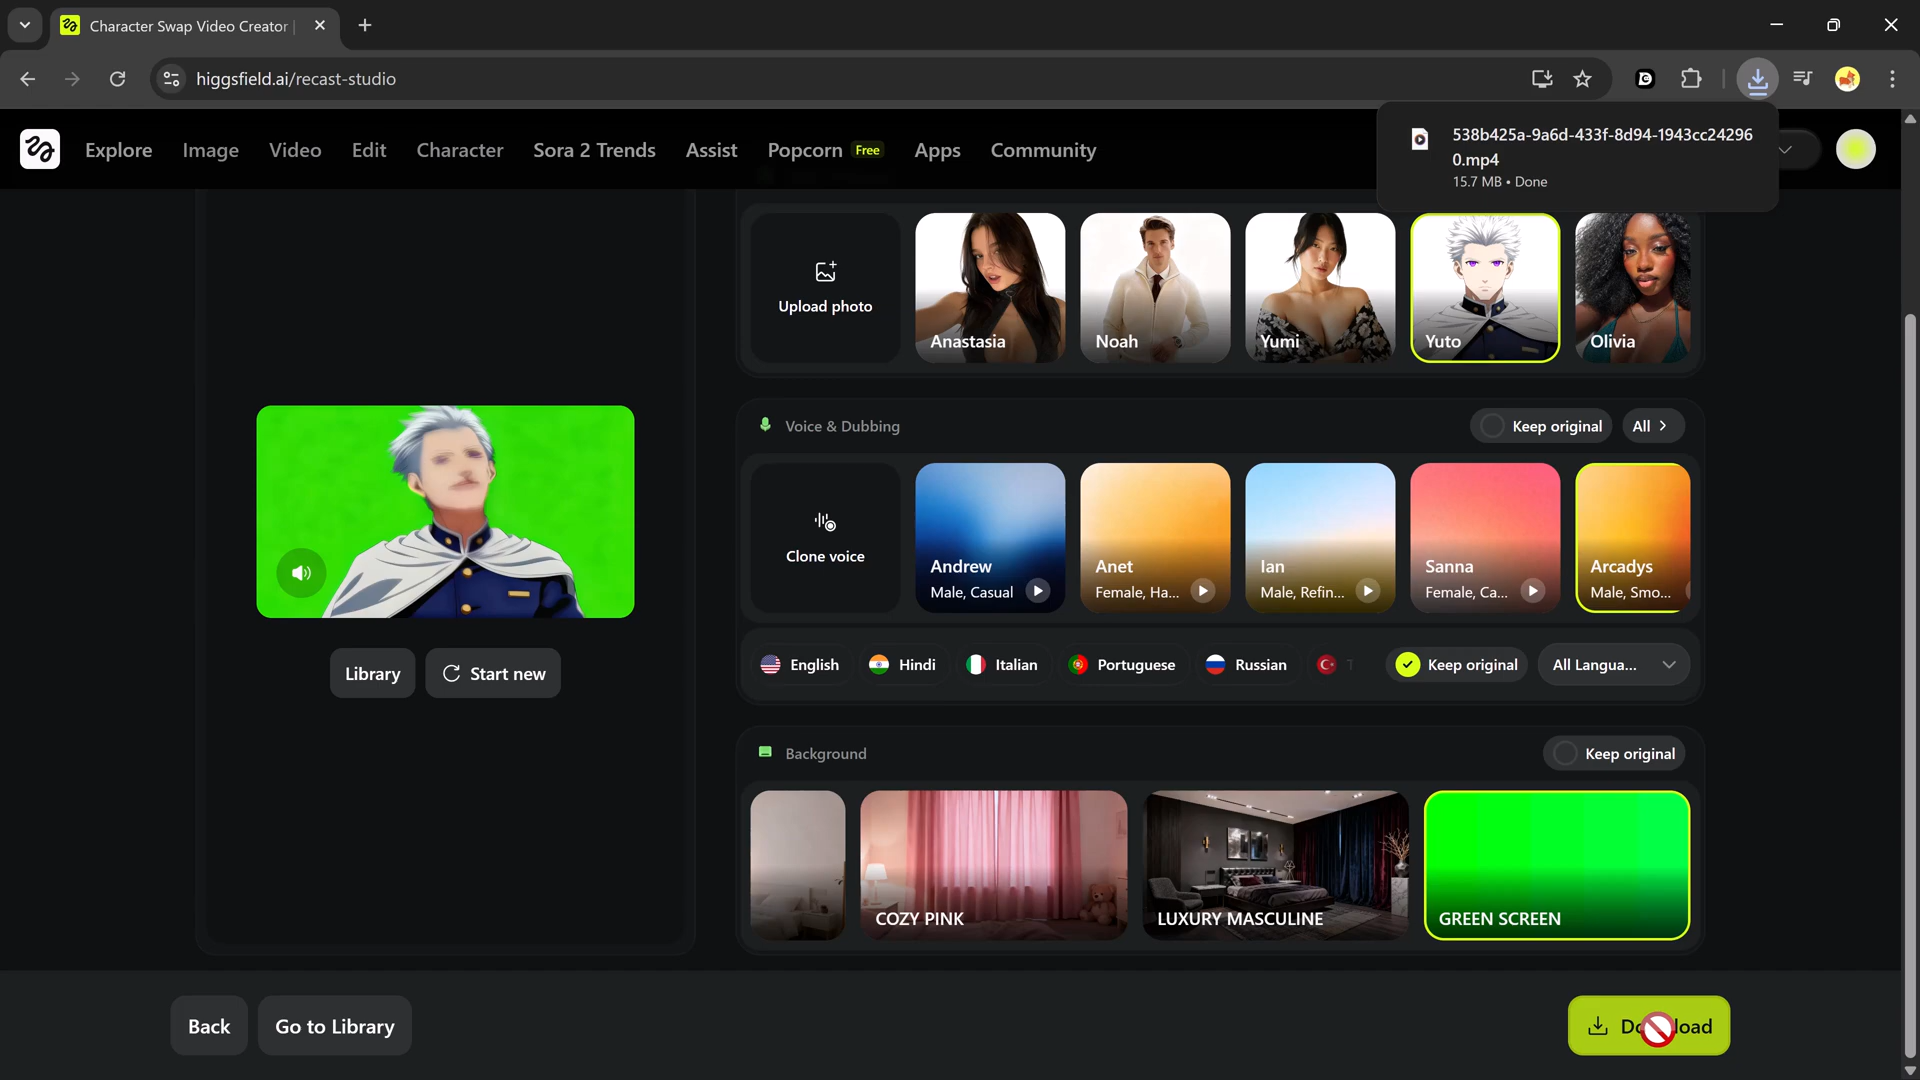 Character Swap Video Creator |
higgsfield.ai/recast-studio
538b425a-9a6d-433f-8d94-1943cc24296
0.mp4
15.7 MB • Done
Explore
Image
Video
Edit
Character
Sora 2 Trends
Assist
Popcorn
Free
Apps
Community
Upload photo
Anastasia
Noah
Yumi
Yuto
Olivia
Voice & Dubbing
Keep original
All
Clone voice
Andrew
Male, Casual
Anet
Female, Ha...
Ian
Male, Refin...
Sanna
Female, Ca...
Arcadys
Male, Smo...
English
Hindi
Italian
Portuguese
Russian
T
Keep original
All Langua...
Library
Start new
Background
Keep original
COZY PINK
LUXURY MASCULINE
GREEN SCREEN
Back
Go to Library
Download